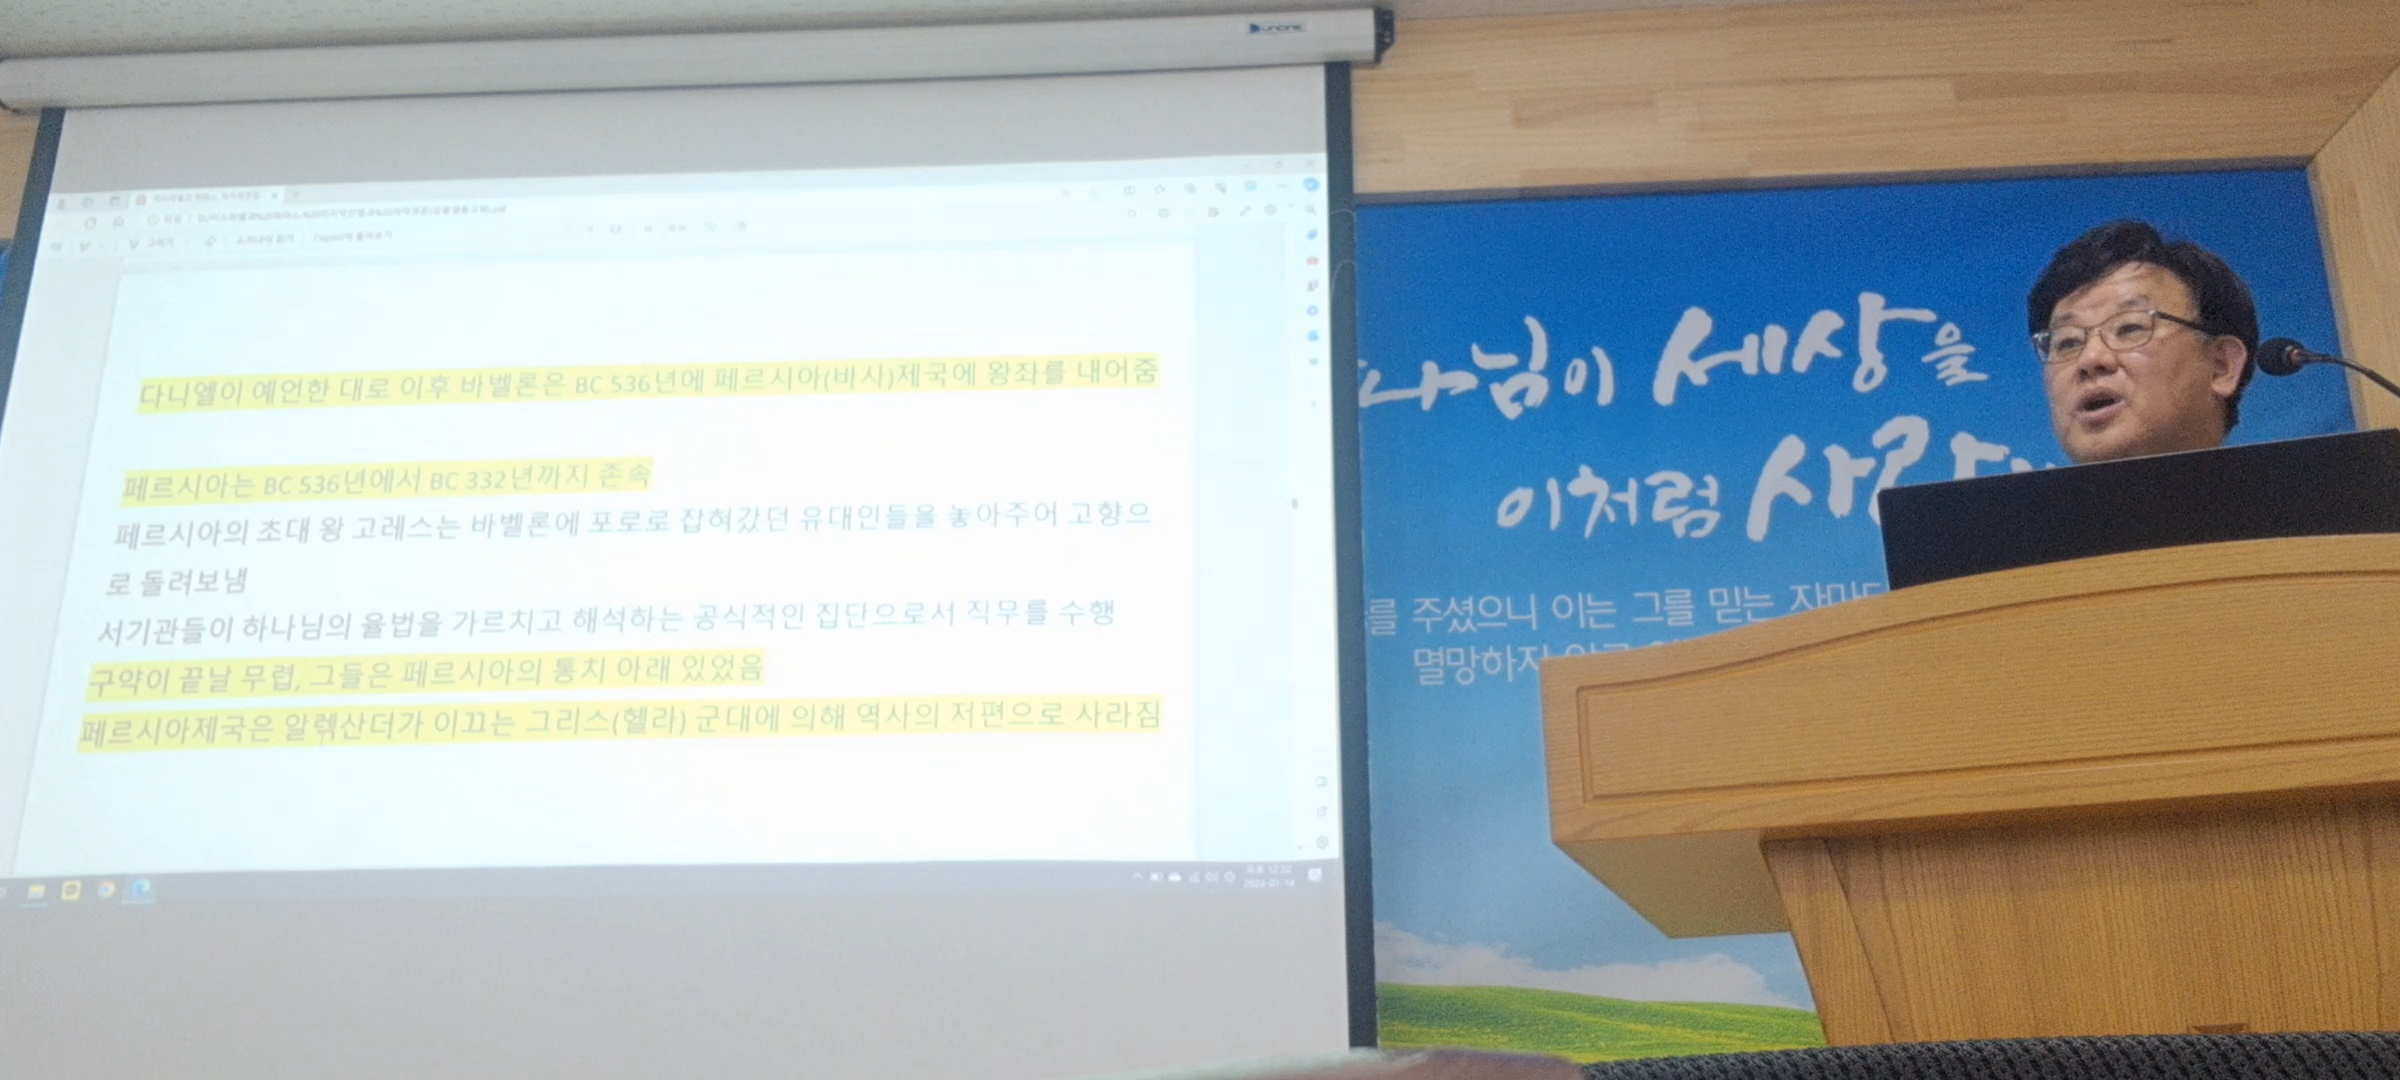 다니엘이 예언한 대로 이후 바벨론은 BC 536년에 페르시아(바사)제국에 왕좌를 내어줌
페르시아는 BC 536년에서 BC 332년까지 존속
페르시아의 초대 왕 고레스는 바벨론에 포로로 잡혀갔던 유대인들을 놓아주어 고향으
로 돌려보냄
서기관들이 하나님의 율법을 가르치고 해석하는 공식적인 집단으로서 직무를 수행
구약이 끝날 무렵, 그들은 페르시아의 통치 아래 있었음
페르시아제국은 알렉산더가 이끄는 그리스(헬라) 군대에 의해 역사의 저편으로 사라짐
나님이 세상을
이처럼
를 주셨으니 이는 그를 믿는
멸망하지